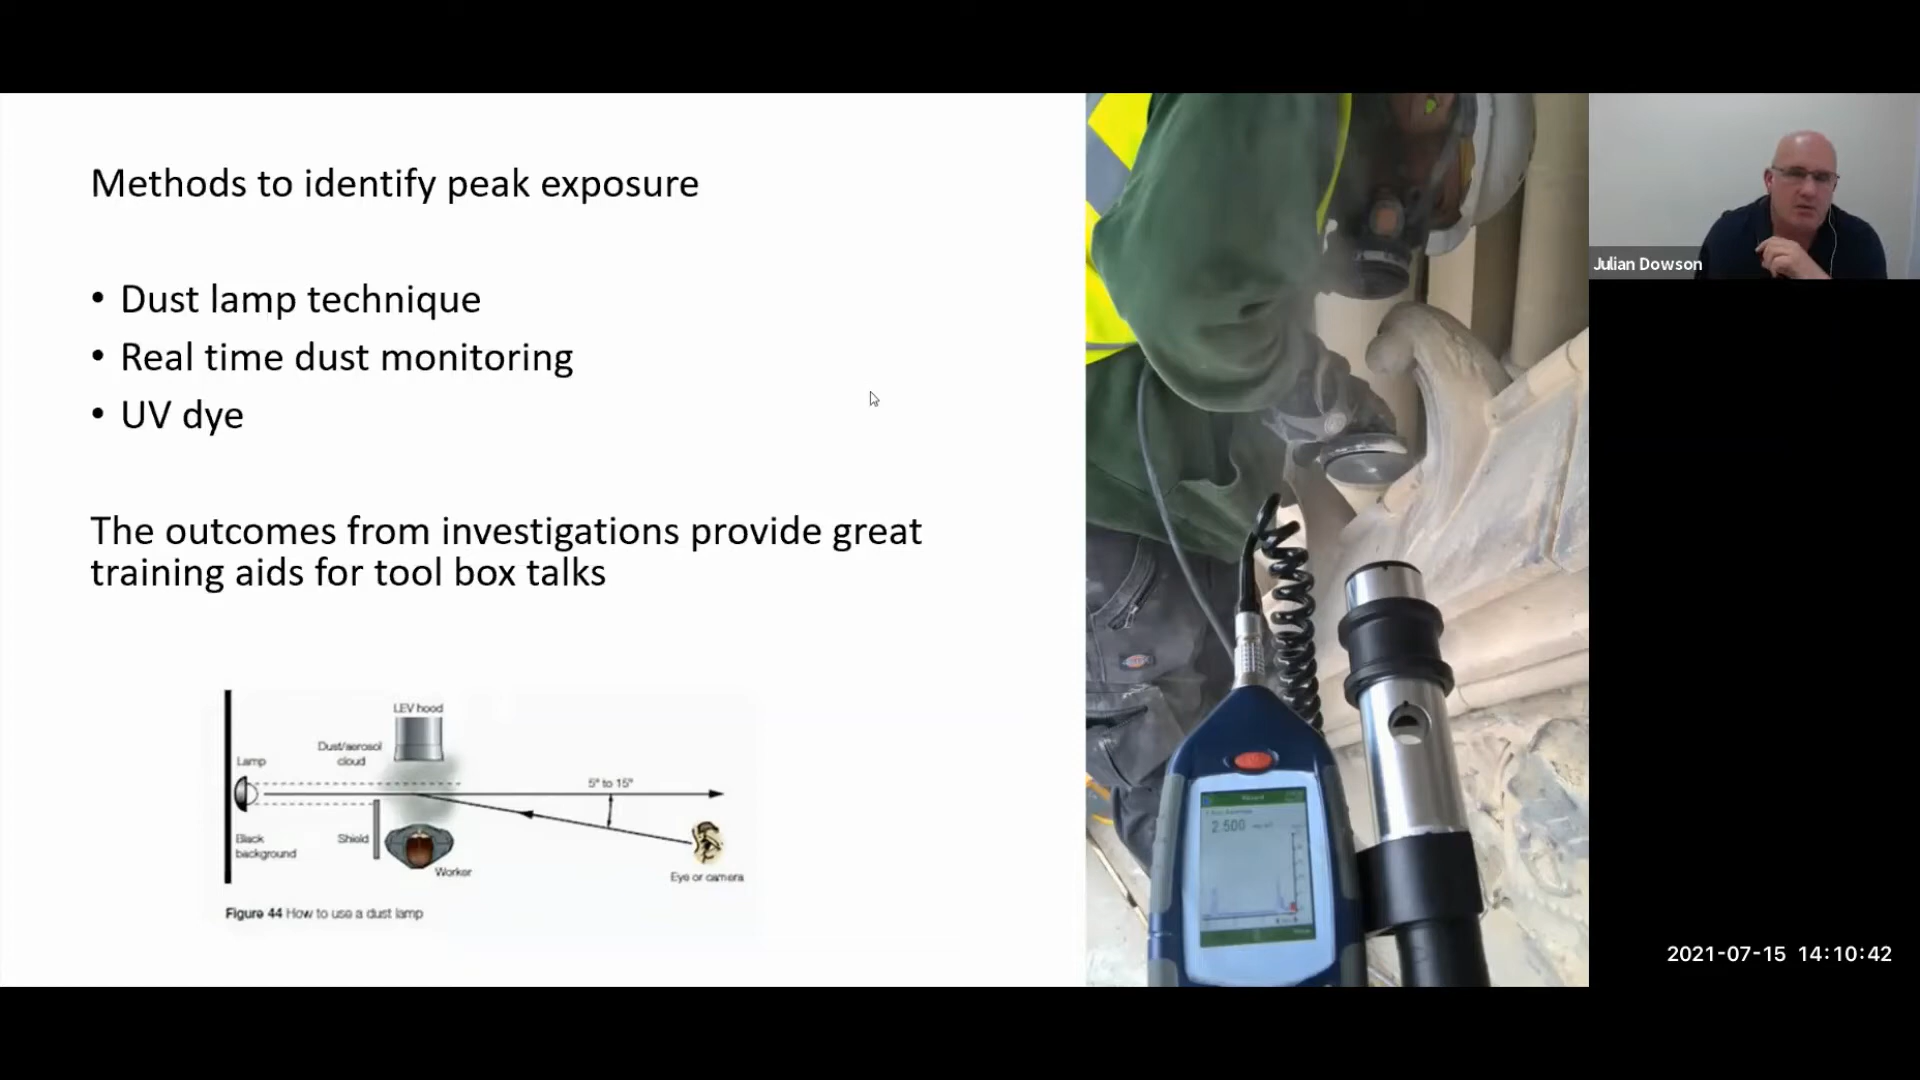 Methods to identify peak exposure
• Dust lamp technique
• Real time dust monitoring
• UV dye
The outcomes from investigations provide great
training aids for tool box talks
LEV hood
Dust/aerosol
cloud
Lamp
5° to 15°
Black
background
Shield
Worker
Eye or camera
Figure 44 How to use a dust lamp
2.500
Julian Dowson
2021-07-15 14:10:42